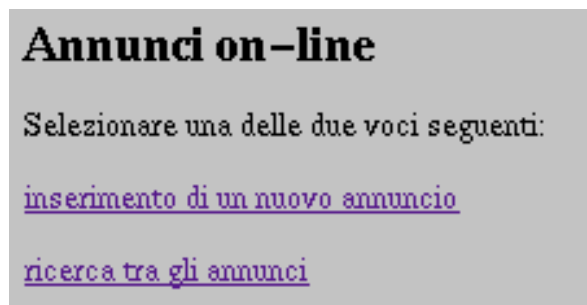 Annunci on-line
Selezionare una delle due voci seguenti:
inserimento di un nuovo annuncio
ricerca tra gli annunci